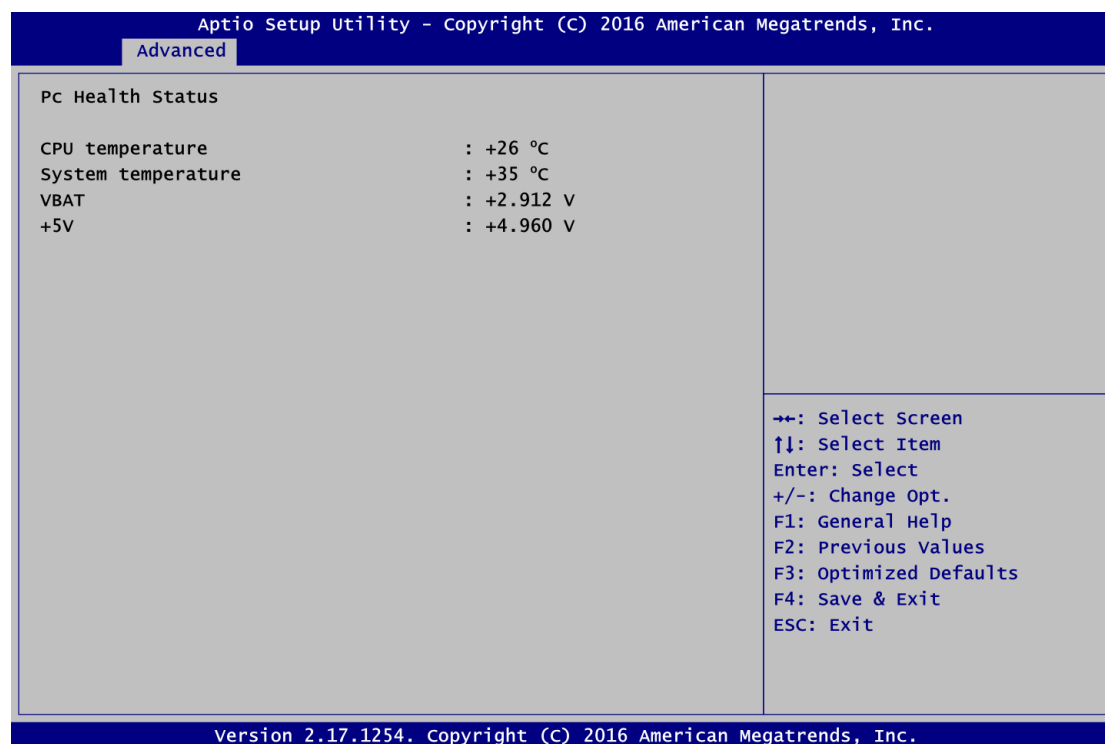 Aptio Setup Utility - Copyright (C) 2016 American Megatrends, Inc.
Advanced
Pc Health Status
CPU temperature : +26 ºC
System temperature : +35 ºC
VBAT : +2.912 V
+5V : +4.960 V
→←: Select Screen
↑↓: Select Item
Enter: Select
+/-: Change Opt.
F1: General Help
F2: Previous Values
F3: Optimized Defaults
F4: Save & Exit
ESC: Exit
Version 2.17.1254. Copyright (C) 2016 American Megatrends, Inc.